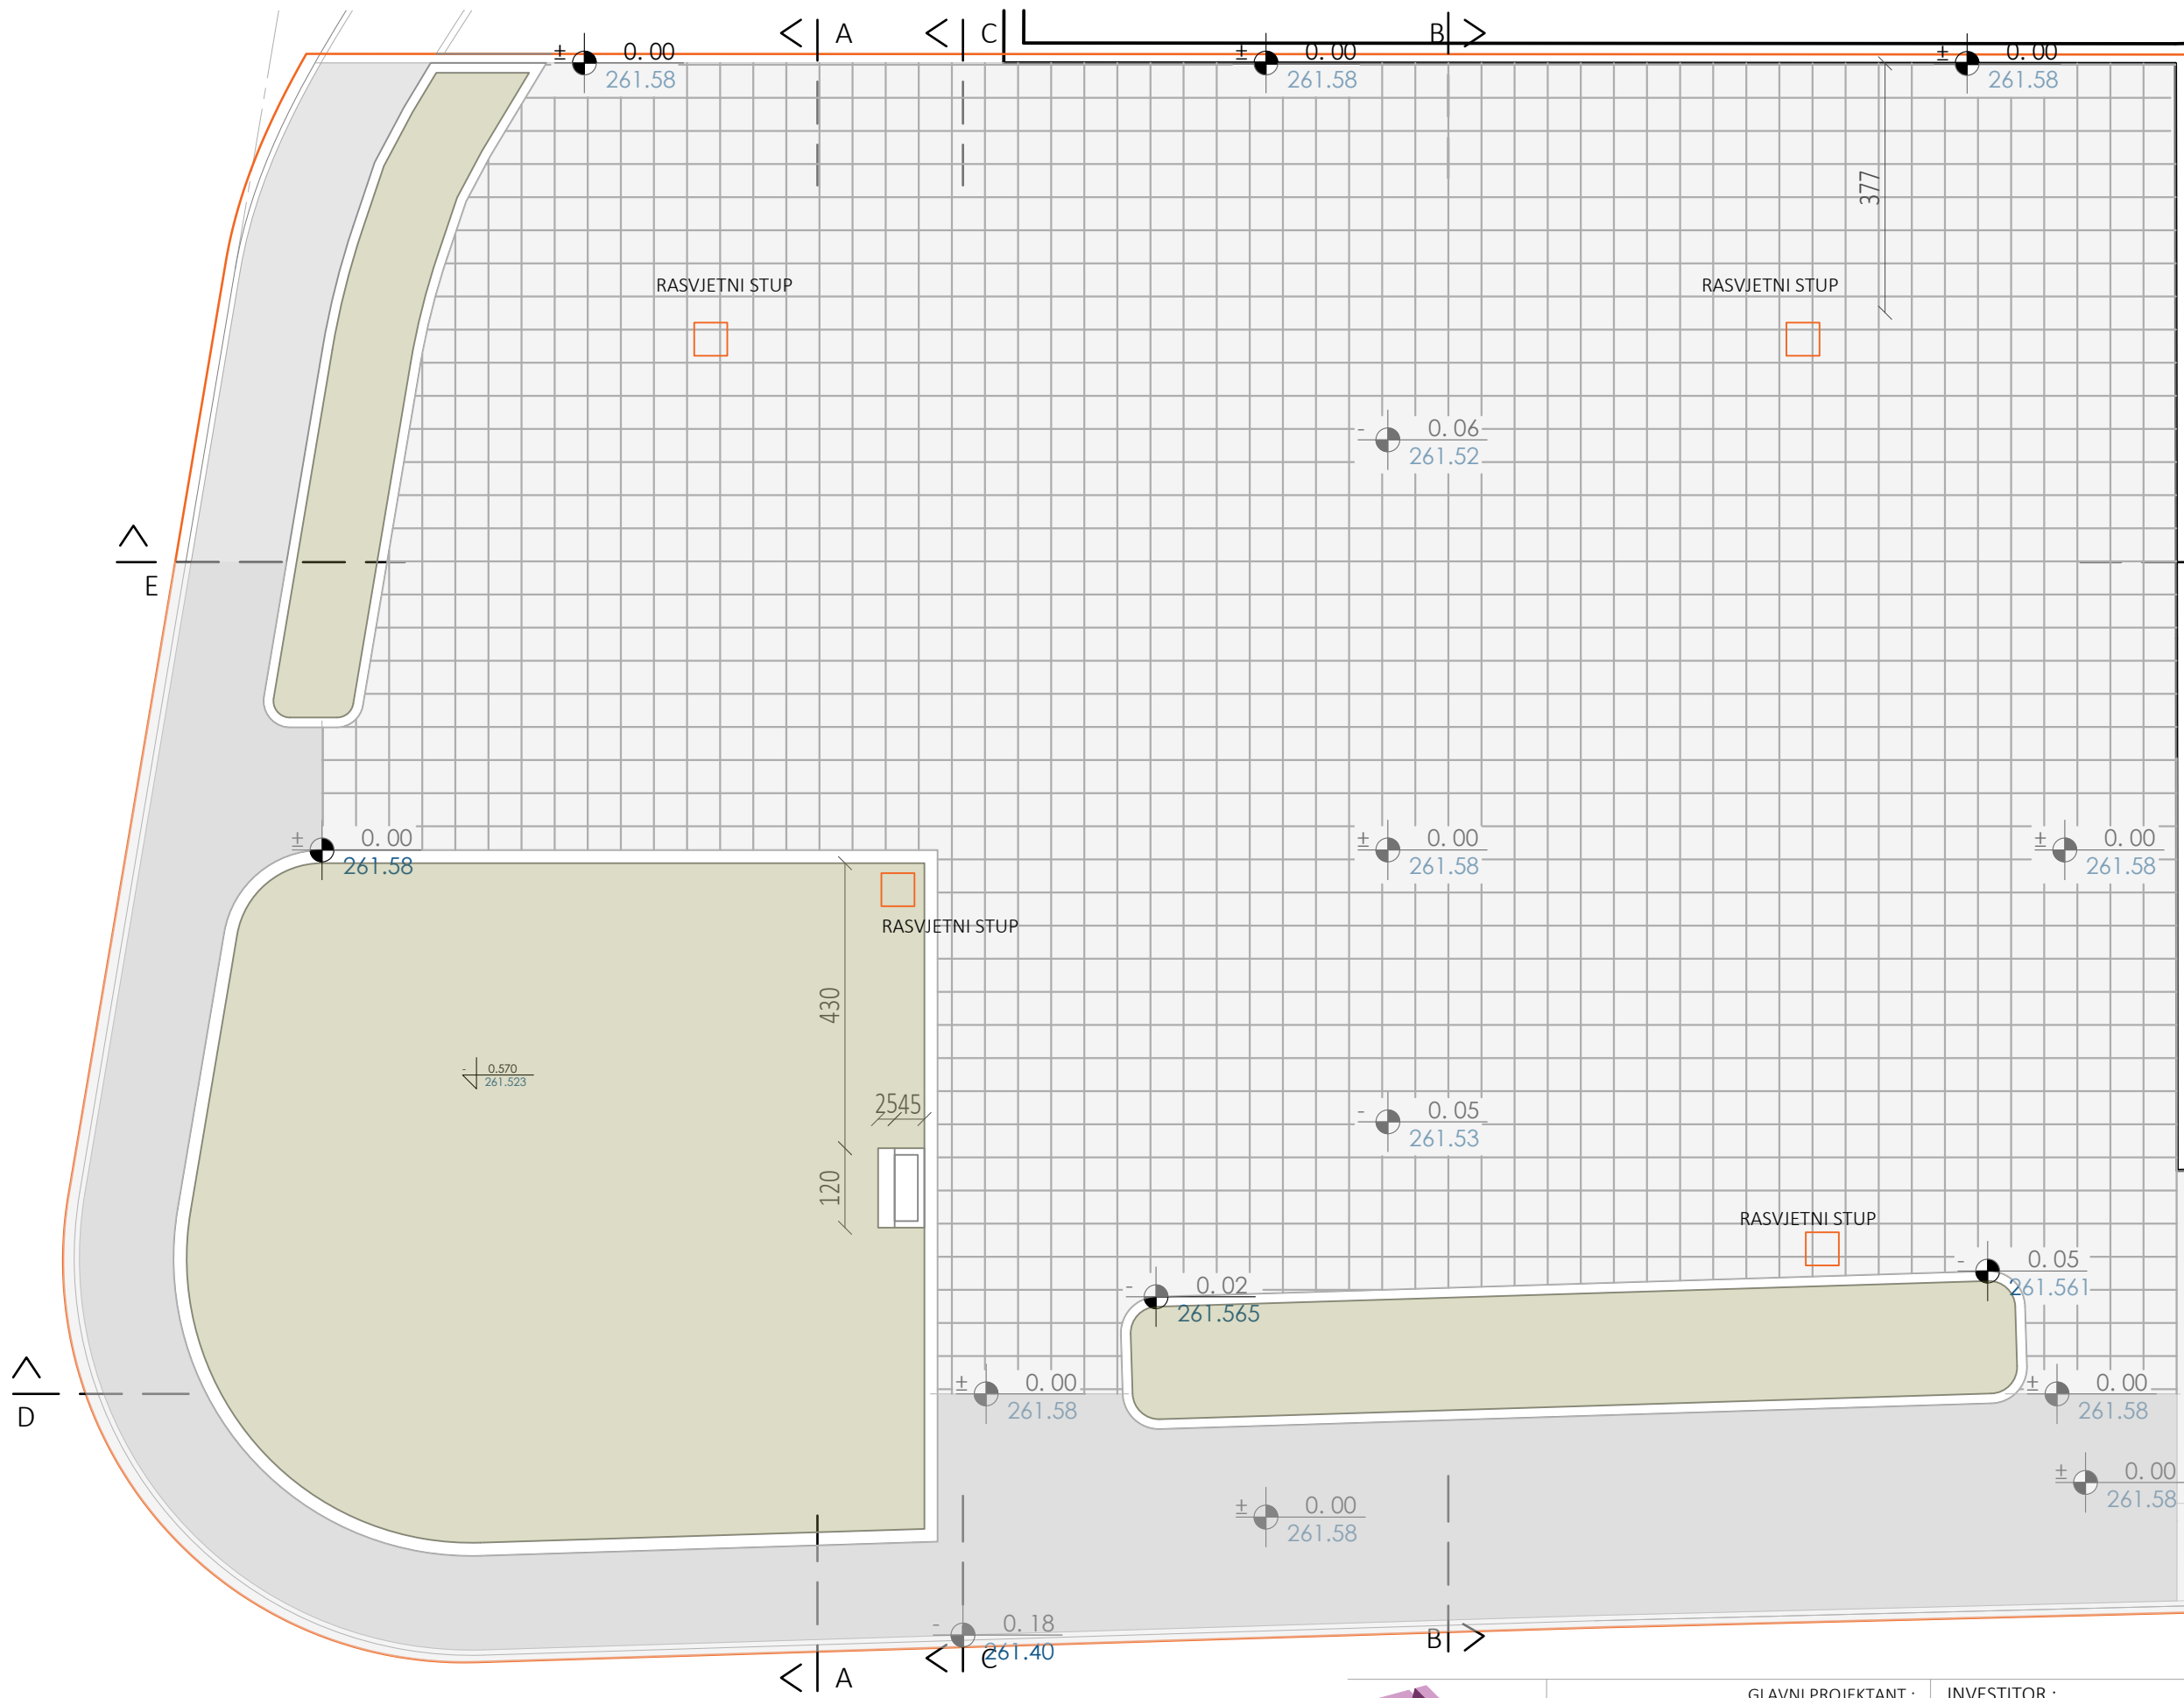 A
C
B
± 0.00
261.58
± 0.00
261.58
± 0.00
261.58
377
RASVJETNI STUP
RASVJETNI STUP
- 0.06
261.52
E
± 0.00
261.58
± 0.00
261.58
± 0.00
261.58
RASVJETNI STUP
430
- 0.570
261.523
2545
- 0.05
261.53
120
RASVJETNI STUP
- 0.05
261.561
- 0.02
261.565
± 0.00
261.58
± 0.00
261.58
D
± 0.00
261.58
± 0.00
261.58
- 0.18
261.40
B
C
A
GLAVNI PROJEKTANT :
INVESTITOR :